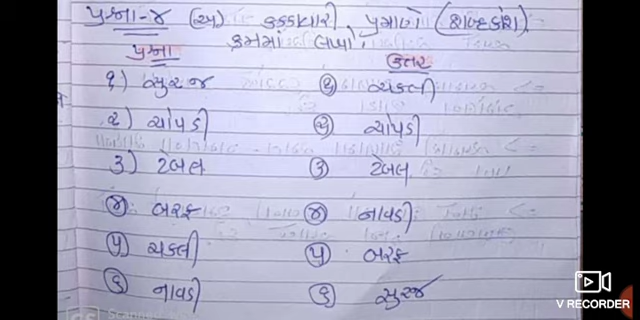 પ્રશ્ના-૪ (અ) કક્કાવારી પ્રમાણે (શબ્દકોશ)
ક્રમમાં લખો.
પ્રશ્ના ઉત્તર
૧) સુરજ ૧ ચકલી
૨) ચોપડી ૨ ચોપડી
૩) ટેબલ ૩ ટેબલ
૪ બરફ ૪ નાવડી
૫ ચકલી ૫ બરફ
૬ નાવડી ૬ સુરજ
V RECORDER